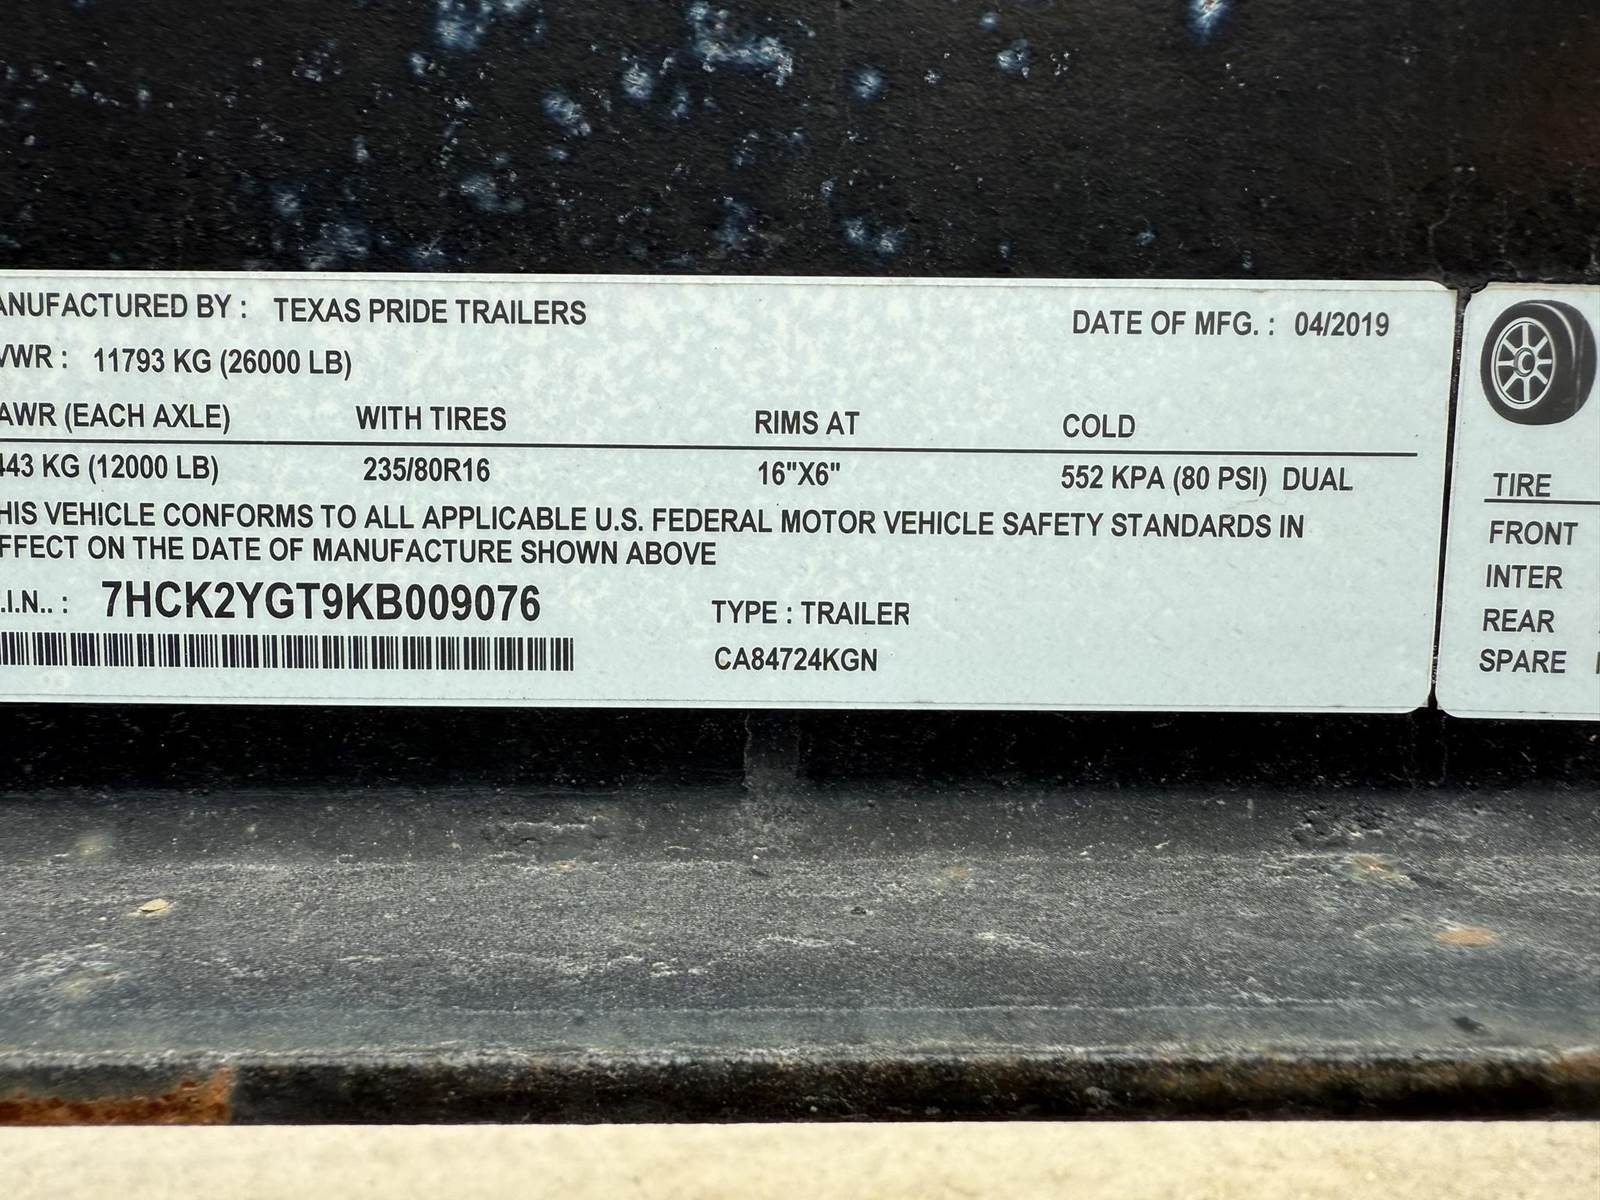 ANUFACTURED BY : TEXAS PRIDE TRAILERS DATE OF MFG. : 04/2019
VWR : 11793 KG (26000 LB)
AWR (EACH AXLE) WITH TIRES RIMS AT COLD
443 KG (12000 LB) 235/80R16 16"X6" 552 KPA (80 PSI) DUAL
HIS VEHICLE CONFORMS TO ALL APPLICABLE U.S. FEDERAL MOTOR VEHICLE SAFETY STANDARDS IN
FFECT ON THE DATE OF MANUFACTURE SHOWN ABOVE
.I.N.. : 7HCK2YGT9KB009076 TYPE : TRAILER
CA84724KGN
TIRE
FRONT
INTER
REAR
SPARE